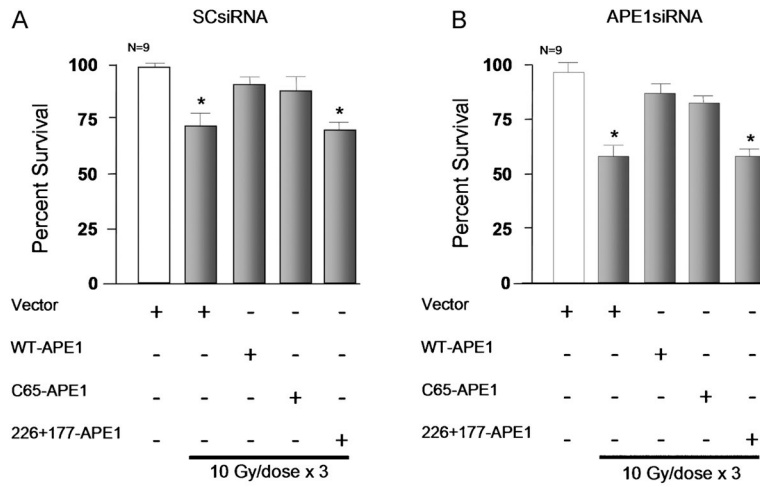 A
SCsiRNA
N=9
*
*
100
75
50
25
0
Percent Survival
Vector + + - - -
WT-APE1 - - + - -
C65-APE1 - - - + -
226+177-APE1 - - - - +
10 Gy/dose x 3
B
APE1siRNA
N=9
*
*
100
75
50
25
0
Percent Survival
Vector + + - - -
WT-APE1 - - + - -
C65-APE1 - - - + -
226+177-APE1 - - - - +
10 Gy/dose x 3